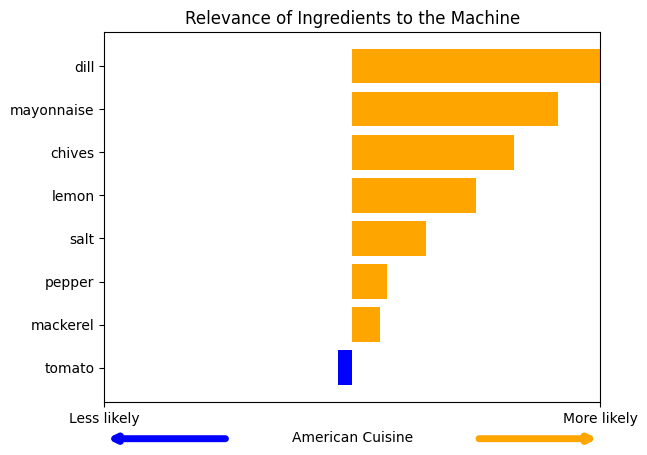 Relevance of Ingredients to the Machine
dill
mayonnaise
chives
lemon
salt
pepper
mackerel
tomato
Less likely
More likely
American Cuisine